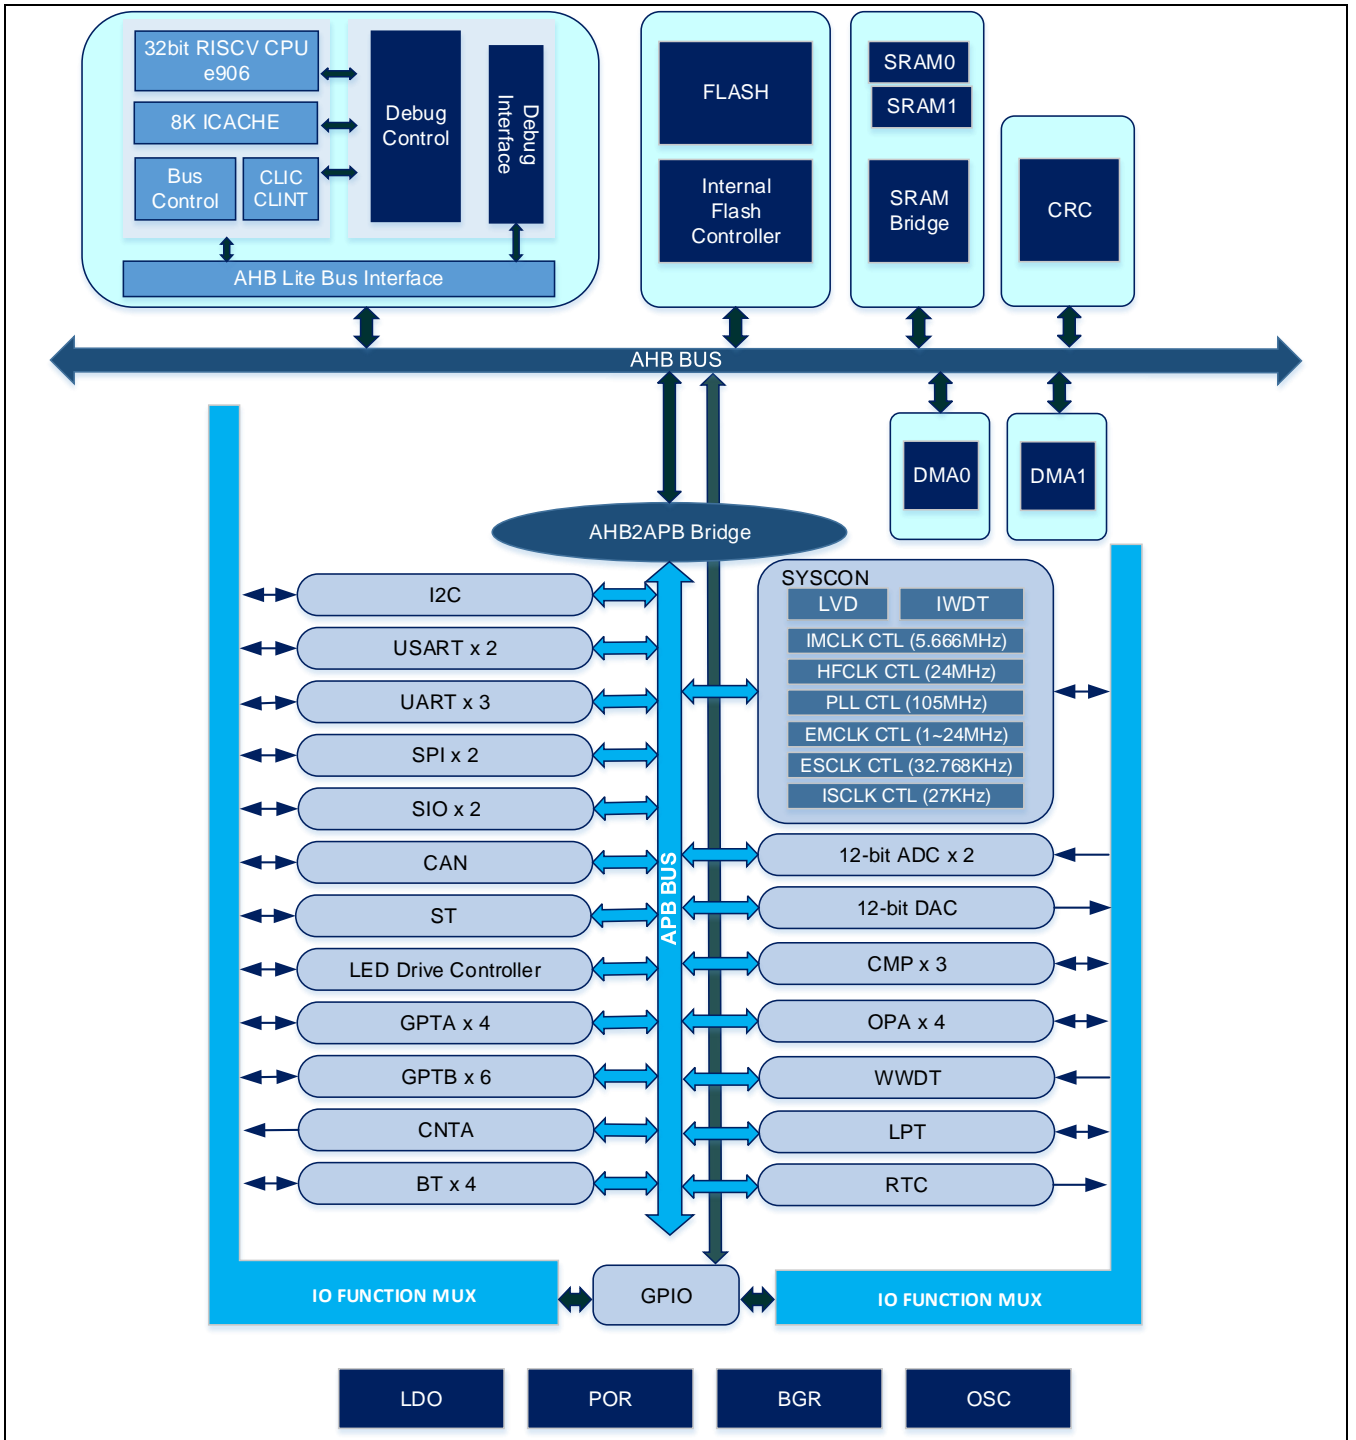 32bit RISCV CPU
e906
8K ICACHE
Bus
Control
CLIC
CLINT
Debug
Control
Debug
Interface
AHB Lite Bus Interface
FLASH
Internal
Flash
Controller
SRAM0
SRAM1
SRAM
Bridge
CRC
AHB BUS
DMA0
DMA1
AHB2APB Bridge
I2C
USART x 2
UART x 3
SPI x 2
SIO x 2
CAN
ST
LED Drive Controller
GPTA x 4
GPTB x 6
CNTA
BT x 4
APB BUS
SYSCON
LVD
IWDT
IMCLK CTL (5.666MHz)
HFCLK CTL (24MHz)
PLL CTL (105MHz)
EMCLK CTL (1~24MHz)
ESCLK CTL (32.768KHz)
ISCLK CTL (27KHz)
12-bit ADC x 2
12-bit DAC
CMP x 3
OPA x 4
WWDT
LPT
RTC
IO FUNCTION MUX
GPIO
IO FUNCTION MUX
LDO
POR
BGR
OSC